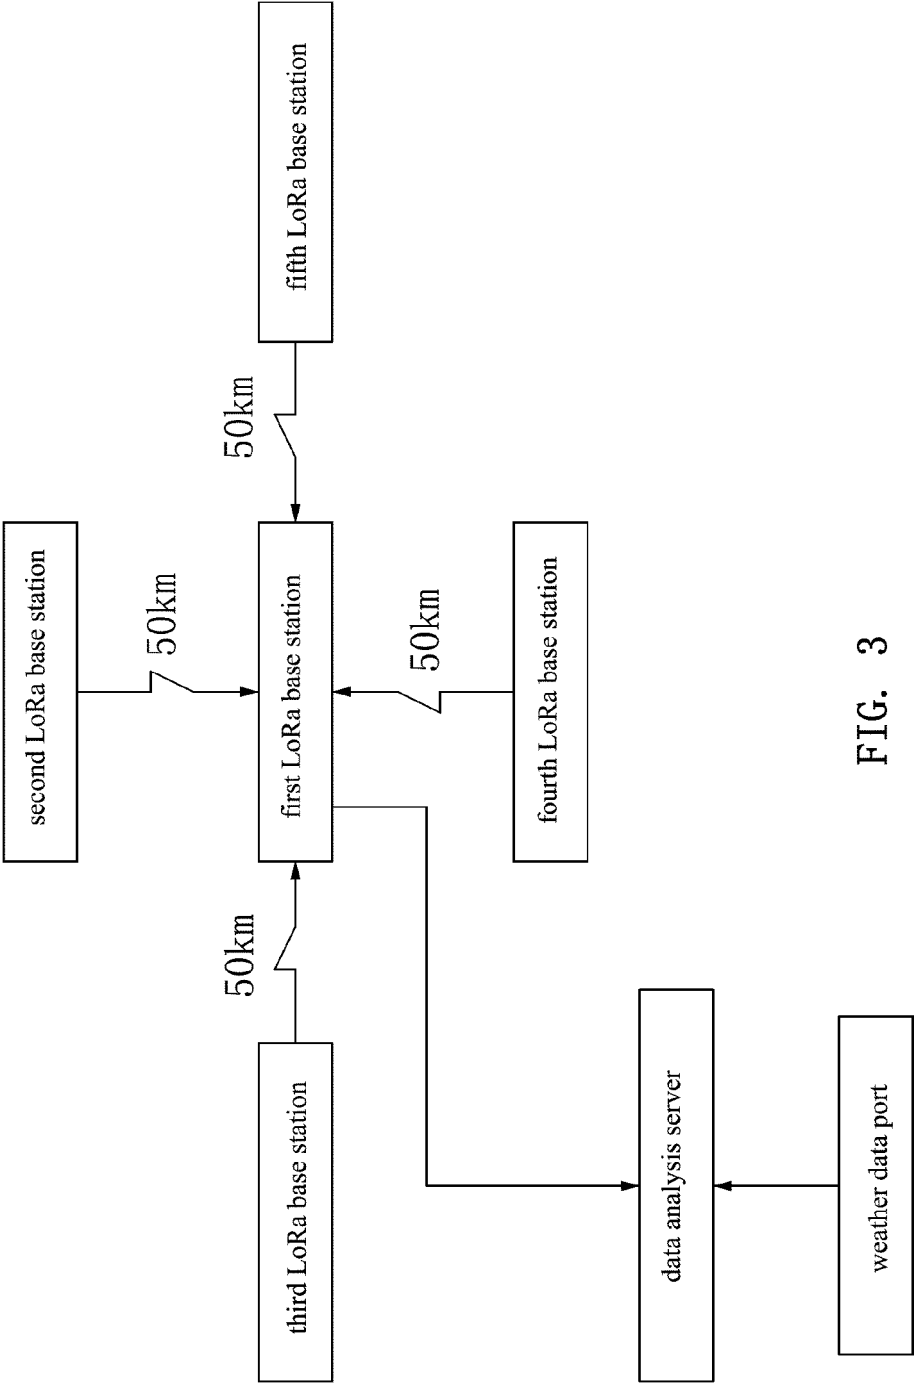 second LoRa base station
50km
50km
50km
third LoRa base station
first LoRa base station
fifth LoRa base station
50km
fourth LoRa base station
data analysis server
weather data port
FIG. 3